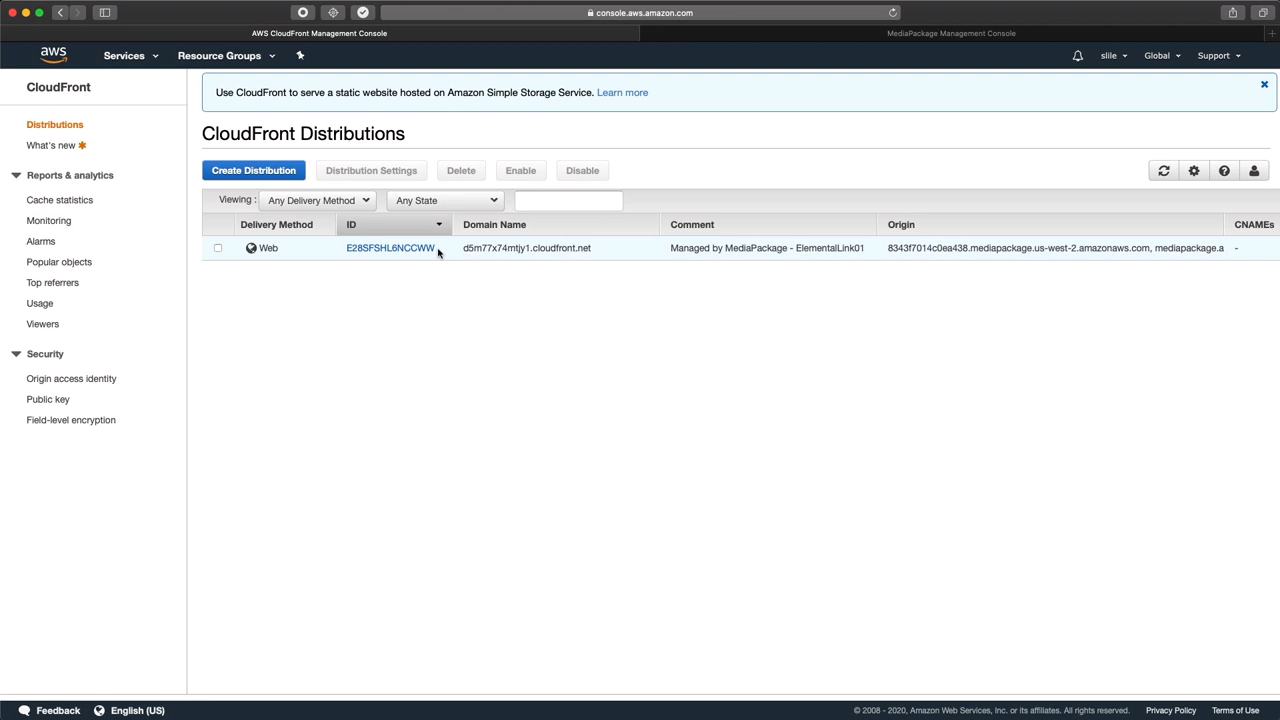 console.aws.amazon.com
AWS CloudFront Management Console
MediaPackage Management Console
aws
Services
Resource Groups
slile
Global
Support
CloudFront
Distributions
What's new
Reports & analytics
Cache statistics
Monitoring
Alarms
Popular objects
Top referrers
Usage
Viewers
Security
Origin access identity
Public key
Field-level encryption
Use CloudFront to serve a static website hosted on Amazon Simple Storage Service. Learn more
CloudFront Distributions
Create Distribution
Distribution Settings
Delete
Enable
Disable
Viewing : Any Delivery Method Any State
Delivery Method ID Domain Name Comment Origin CNAMEs
Web E28SFSHL6NCCWW d5m77x74mtjy1.cloudfront.net Managed by MediaPackage - ElementalLink01 8343f7014c0ea438.mediapackage.us-west-2.amazonaws.com, mediapackage.a -
Feedback
English (US)
© 2008 - 2020, Amazon Web Services, Inc. or its affiliates. All rights reserved.
Privacy Policy
Terms of Use